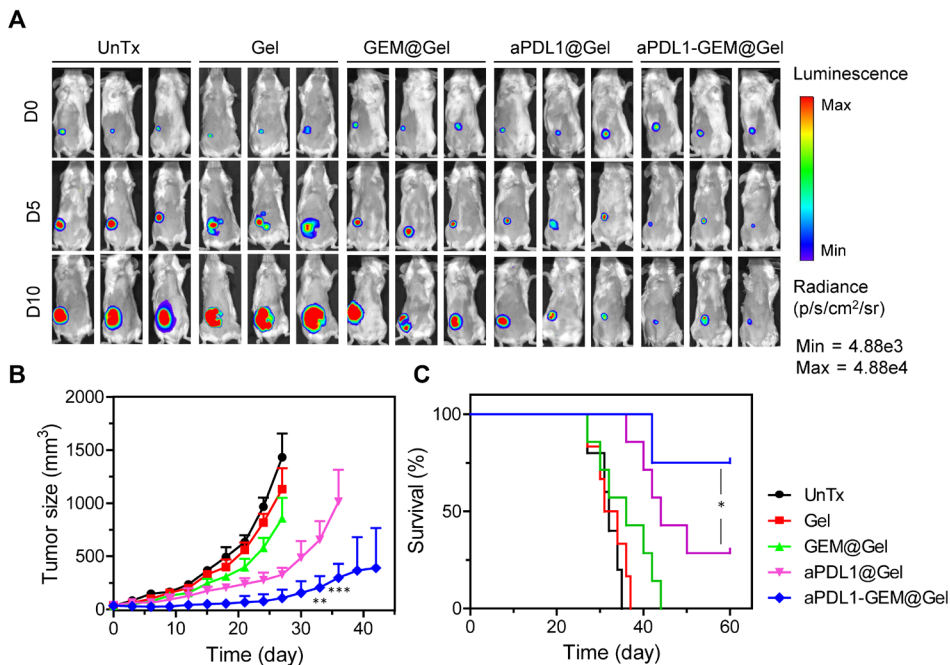 A
UnTx Gel GEM@Gel aPDL1@Gel aPDL1-GEM@Gel
Luminescence
D0
Max
D5
Min
D10
Radiance
(p/s/cm²/sr)
Min = 4.88e3
Max = 4.88e4
B
2000
1500
1000
500
0
0 10 20 30 40
Tumor size (mm³)
Time (day)
** ***
C
100
50
0
0 20 40 60
Survival (%)
Time (day)
*
UnTx
Gel
GEM@Gel
aPDL1@Gel
aPDL1-GEM@Gel